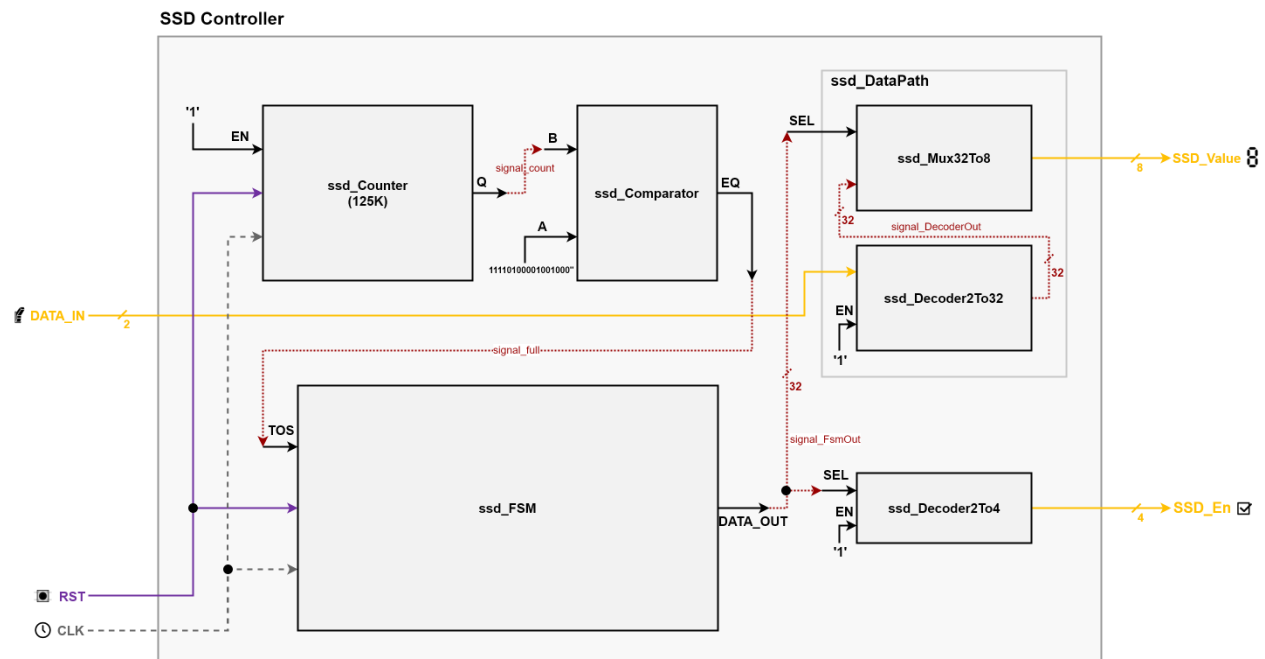 SSD Controller
ssd_DataPath
'1'
EN
ssd_Counter
(125K)
Q
signal_count
B
A
11110100001001000"
ssd_Comparator
EQ
SEL
ssd_Mux32To8
8
SSD_Value
32
signal_DecoderOut
32
ssd_Decoder2To32
EN
'1'
DATA_IN
2
signal_full
TOS
ssd_FSM
DATA_OUT
32
signal_FsmOut
SEL
EN
'1'
ssd_Decoder2To4
4
SSD_En
RST
CLK